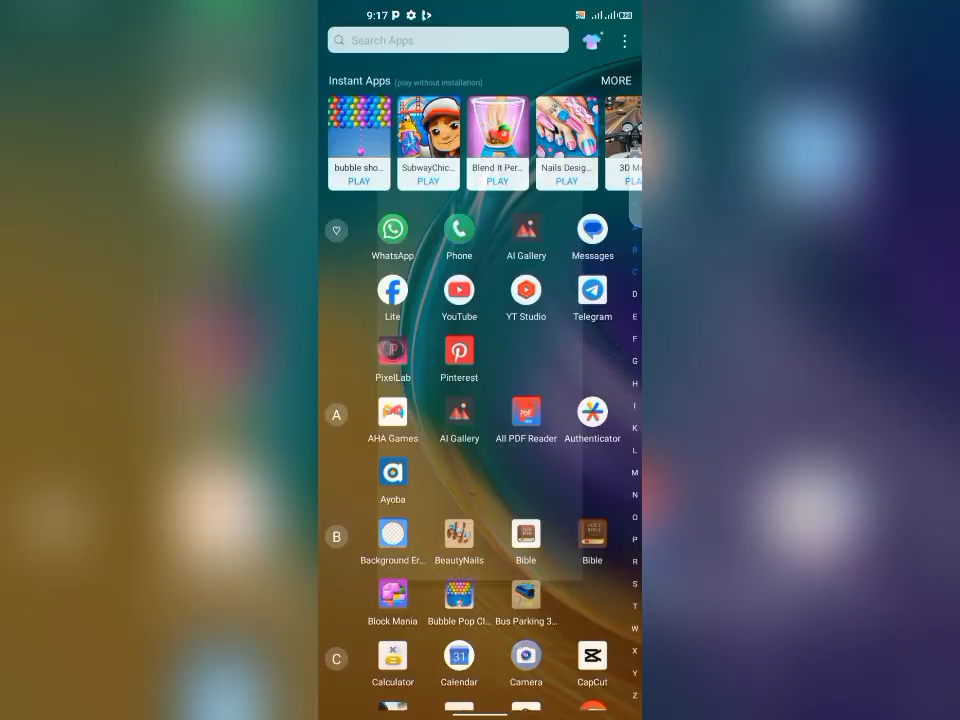 9:17
Search Apps
Instant Apps (play without installation) MORE
bubble sho... SubwayChic... Blend It Per... Nails Desig... 3D M
PLAY PLAY PLAY PLAY PLA
WhatsApp Phone AI Gallery Messages
Lite YouTube YT Studio Telegram
PixelLab Pinterest
A
AHA Games AI Gallery All PDF Reader Authenticator
Ayoba
B
Background Er... BeautyNails Bible Bible
Block Mania Bubble Pop Cl... Bus Parking 3...
C
Calculator Calendar Camera CapCut
B
C
D
E
F
G
H
I
K
L
M
N
O
P
R
S
T
W
X
Y
Z